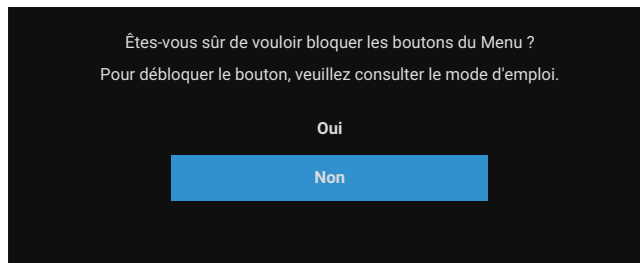 Êtes-vous sûr de vouloir bloquer les boutons du Menu ?
Pour débloquer le bouton, veuillez consulter le mode d'emploi.
Oui
Non